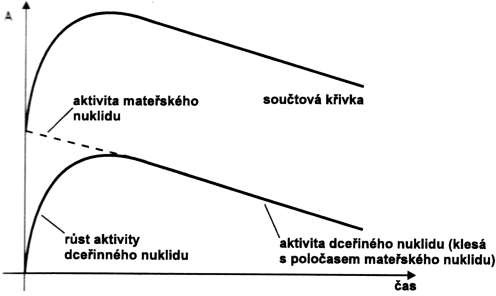 A
aktivita mateřského
nuklidu
součtová křivka
růst aktivity
dceřinného nuklidu
aktivita dceřiného nuklidu (klesá
s poločasem mateřského nuklidu)
čas